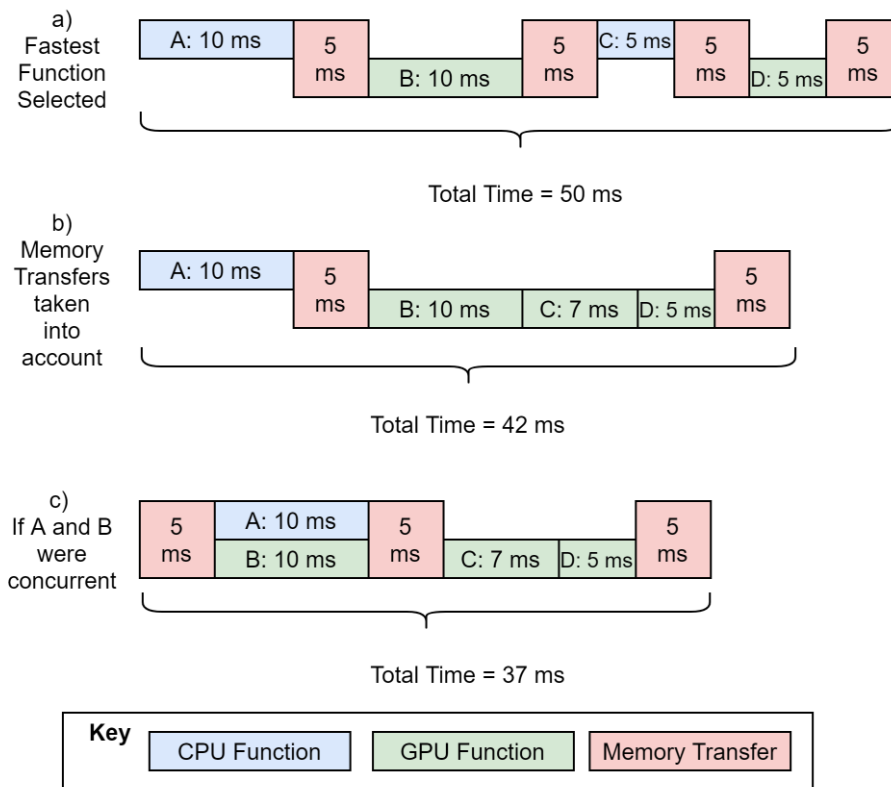 a)
Fastest
Function
Selected
A: 10 ms
5
ms
B: 10 ms
5
ms
C: 5 ms
5
ms
D: 5 ms
5
ms
Total Time = 50 ms
b)
Memory
Transfers
taken
into
account
A: 10 ms
5
ms
B: 10 ms
C: 7 ms
D: 5 ms
5
ms
Total Time = 42 ms
c)
If A and B
were
concurrent
5
ms
A: 10 ms
B: 10 ms
5
ms
C: 7 ms
D: 5 ms
5
ms
Total Time = 37 ms
Key
CPU Function
GPU Function
Memory Transfer